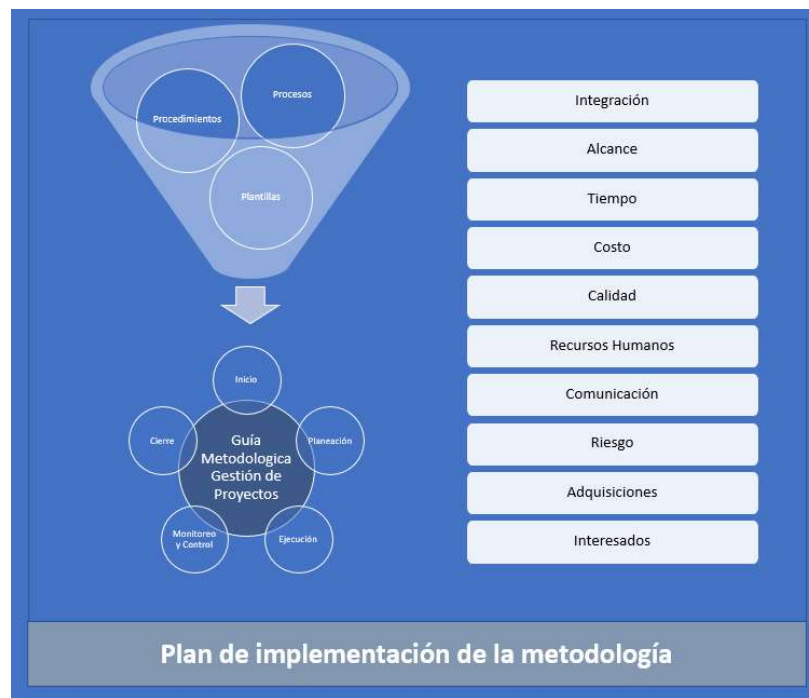 Procesos
Procedimientos
Plantillas
Inicio
Cierre
Guía
Metodologica
Gestión de
Proyectos
Planeación
Monitoreo
y Control
Ejecución
Integración
Alcance
Tiempo
Costo
Calidad
Recursos Humanos
Comunicación
Riesgo
Adquisiciones
Interesados
Plan de implementación de la metodología